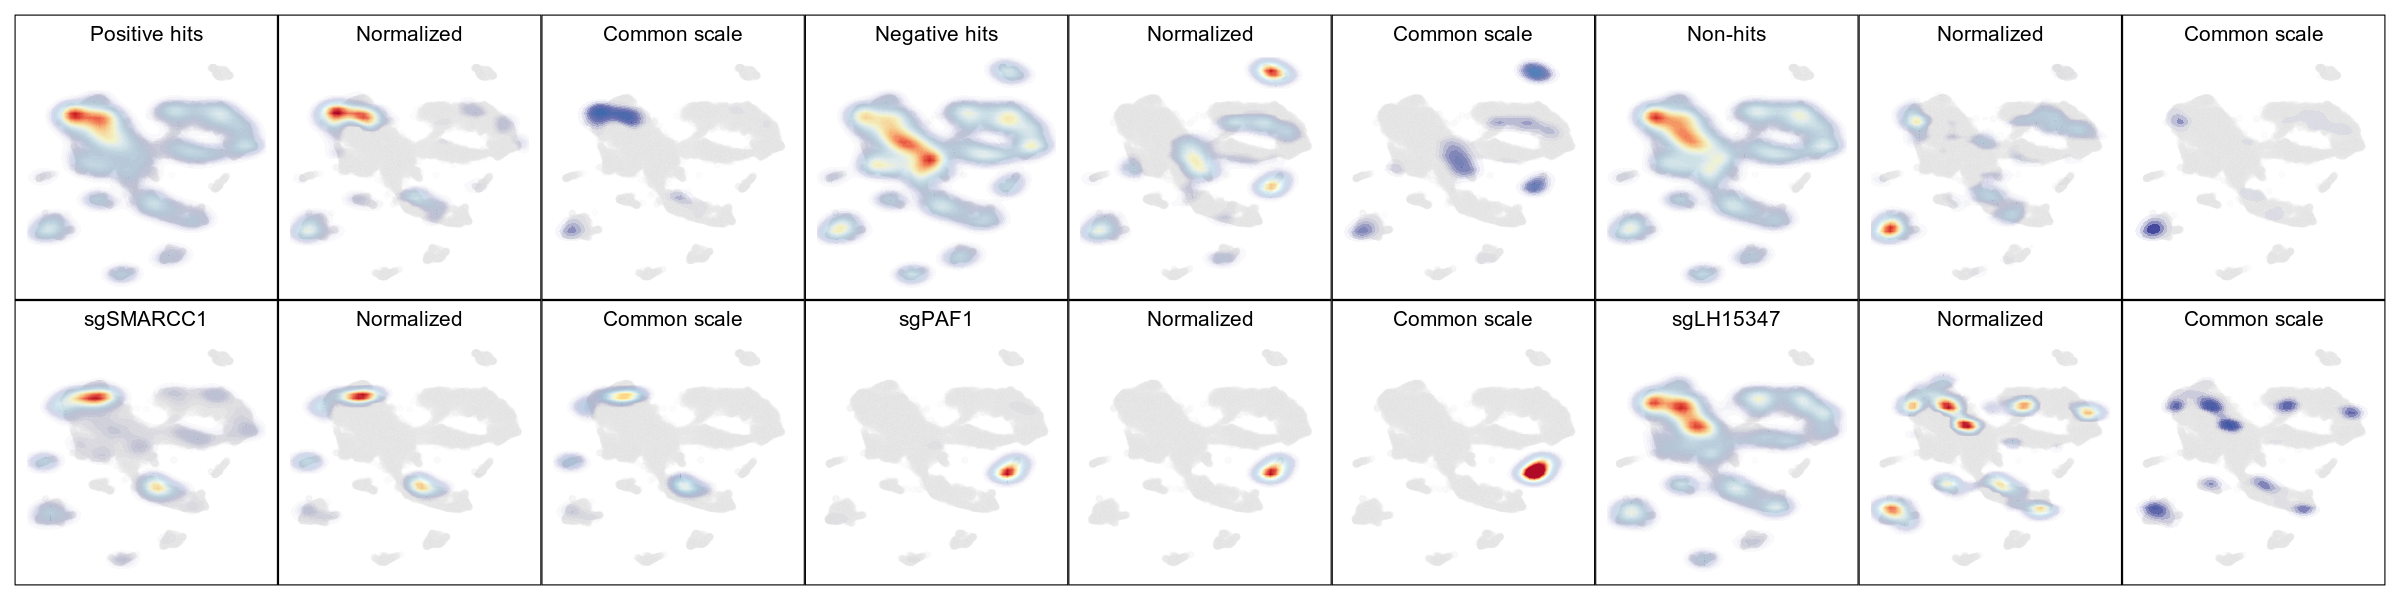 Positive hits
Normalized
Common scale
Negative hits
Normalized
Common scale
Non-hits
Normalized
Common scale
sgSMARCC1
Normalized
Common scale
sgPAF1
Normalized
Common scale
sgLH15347
Normalized
Common scale